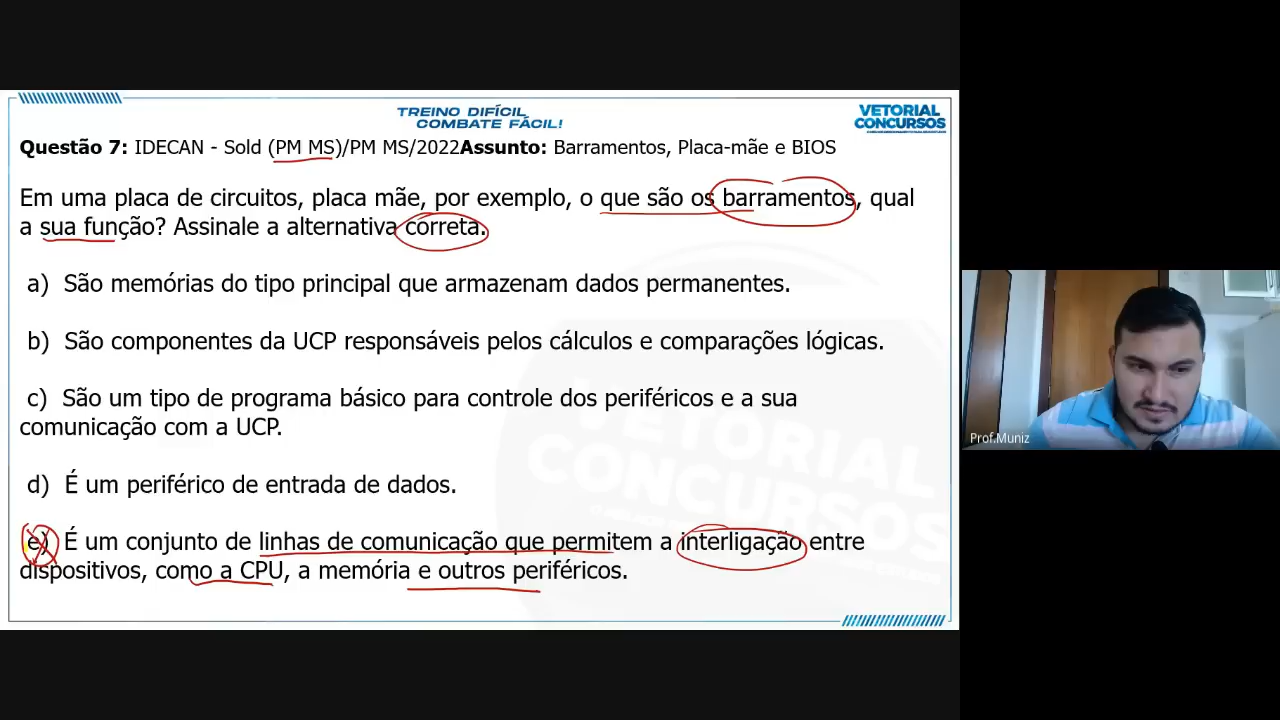 TREINO DIFÍCIL
COMBATE FÁCIL!
VETORIAL
CONCURSOS
Questão 7: IDECAN - Sold (PM MS)/PM MS/2022Assunto: Barramentos, Placa-mãe e BIOS
Em uma placa de circuitos, placa mãe, por exemplo, o que são os barramentos, qual
a sua função? Assinale a alternativa correta.
a) São memórias do tipo principal que armazenam dados permanentes.
b) São componentes da UCP responsáveis pelos cálculos e comparações lógicas.
c) São um tipo de programa básico para controle dos periféricos e a sua
comunicação com a UCP.
d) É um periférico de entrada de dados.
e) É um conjunto de linhas de comunicação que permitem a interligação entre
dispositivos, como a CPU, a memória e outros periféricos.
VETORIAL
CONCURSOS
Prof.Muniz